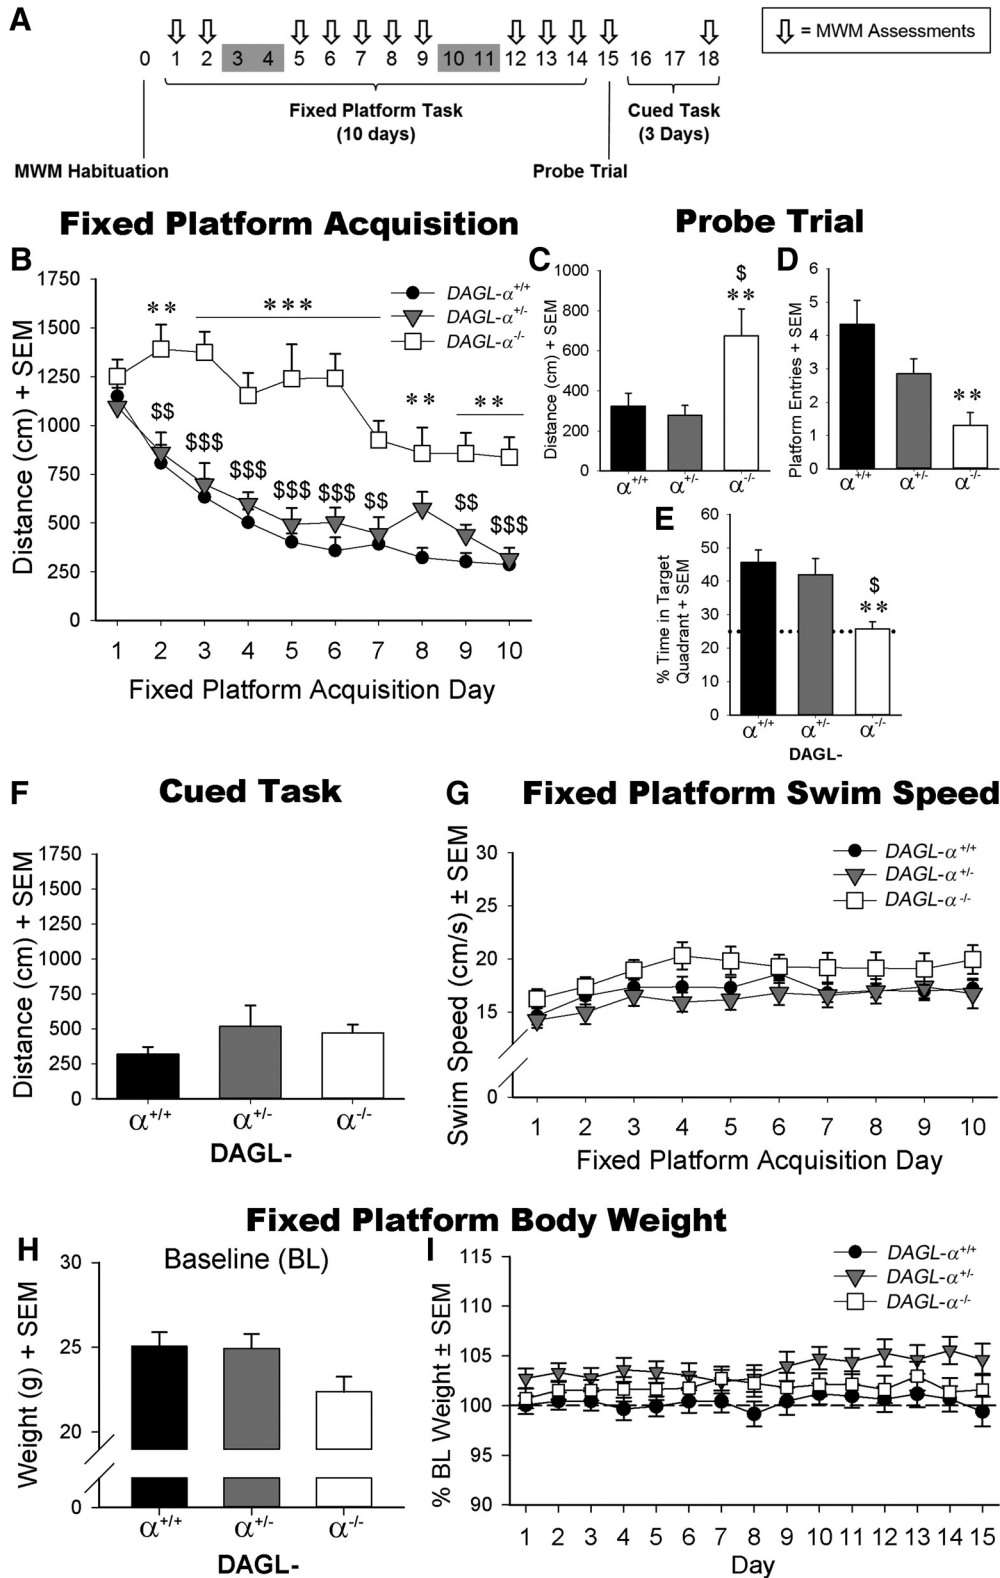 A
⇩ = MWM Assessments
0 1 2 3 4 5 6 7 8 9 10 11 12 13 14 15 16 17 18
Fixed Platform Task
(10 days)
Cued Task
(3 Days)
MWM Habituation
Probe Trial
Fixed Platform Acquisition
Probe Trial
B
Distance (cm) + SEM
1750
1500
1250
1000
750
500
250
0
DAGL-α+/+
DAGL-α+/-
DAGL-α-/-
** *** ** **
$$ $$$ $$$ $$$ $$$ $$ $$ $$$
1 2 3 4 5 6 7 8 9 10
Fixed Platform Acquisition Day
C
Distance (cm) + SEM
1000
800
600
400
200
0
$
**
α+/+ α+/- α-/-
D
Platform Entries + SEM
6
5
4
3
2
1
0
**
α+/+ α+/- α-/-
E
% Time in Target
Quadrant + SEM
60
50
40
30
20
10
0
$
**
α+/+ α+/- α-/-
DAGL-
F
Cued Task
Distance (cm) + SEM
1750
1500
1250
1000
750
500
250
0
α+/+ α+/- α-/-
DAGL-
G
Fixed Platform Swim Speed
Swim Speed (cm/s) ± SEM
30
25
20
15
0
DAGL-α+/+
DAGL-α+/-
DAGL-α-/-
1 2 3 4 5 6 7 8 9 10
Fixed Platform Acquisition Day
Fixed Platform Body Weight
H
Baseline (BL)
Weight (g) + SEM
30
25
20
0
α+/+ α+/- α-/-
DAGL-
I
% BL Weight ± SEM
115
110
105
100
95
90
DAGL-α+/+
DAGL-α+/-
DAGL-α-/-
1 2 3 4 5 6 7 8 9 10 11 12 13 14 15
Day